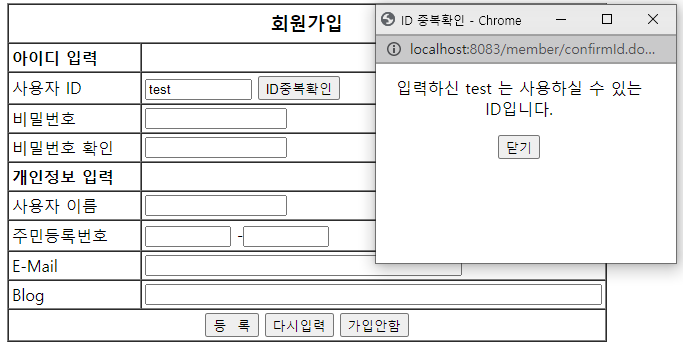 회원가입
아이디 입력
사용자 ID test ID중복확인
비밀번호
비밀번호 확인
개인정보 입력
사용자 이름
주민등록번호 -
E-Mail
Blog
등 록 다시입력 가입안함
ID 중복확인 - Chrome
localhost:8083/member/confirmId.do...
입력하신 test 는 사용하실 수 있는
ID입니다.
닫기